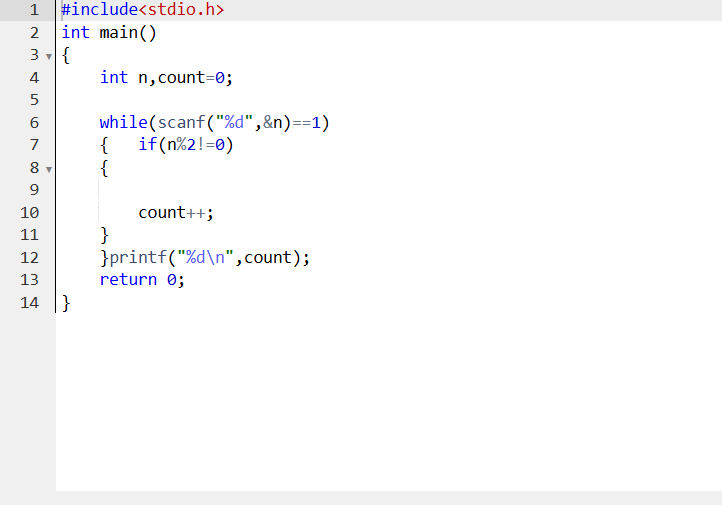 1 #include<stdio.h>
2 int main()
3 {
4 int n,count=0;
5
6 while(scanf("%d",&n)==1)
7 { if(n%2!=0)
8 {
9
10 count++;
11 }
12 }printf("%d\n",count);
13 return 0;
14 }